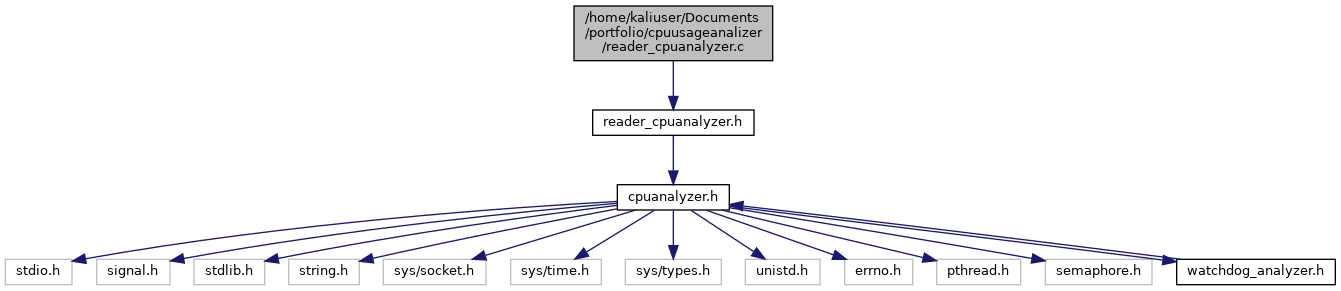 /home/kaliuser/Documents
/portfolio/cpuusageanalizer
/reader_cpuanalyzer.c
reader_cpuanalyzer.h
cpuanalyzer.h
stdio.h
signal.h
stdlib.h
string.h
sys/socket.h
sys/time.h
sys/types.h
unistd.h
errno.h
pthread.h
semaphore.h
watchdog_analyzer.h